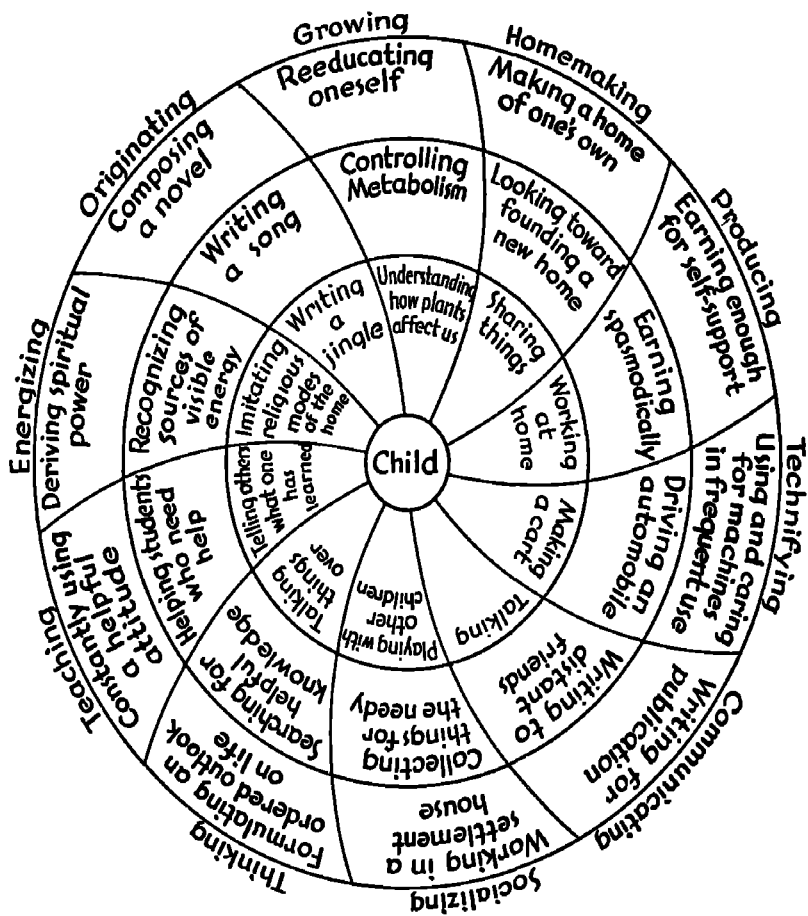 Growing
Reeducating
oneself
Controlling
Metabolism
Understanding
how plants
affect us
Homemaking
Making a home
of one's own
Looking toward
founding a
new home
Sharing
things
Producing
Earning enough
for self-support
Earning
spasmodically
Working
at
home
Technifying
Using and caring
for machines
in frequent use
Driving an
automobile
Making
a cart
Communicating
Writing for
publication
Writing to
distant
friends
Talking
Socializing
Working in a
settlement
house
Collecting
things for
the needy
Playing with
other
children
Thinking
Formulating an
ordered outlook
on life
Searching for
helpful
knowledge
Talking
things
over
Teaching
Constantly using
a helpful
attitude
Helping students
who need
help
Telling others
what one
has
learned
Energizing
Deriving spiritual
power
Recognizing
sources of
visible
energy
Imitating
religious
modes
of the
home
Originating
Composing
a novel
Writing
a song
Writing
a
jingle
Child